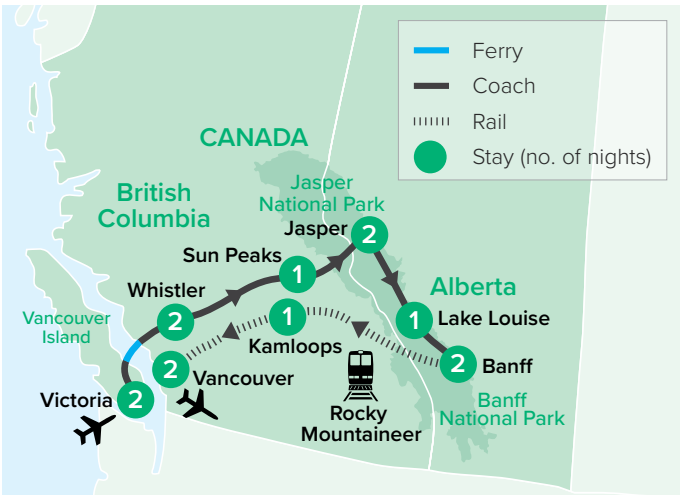 Ferry
Coach
Rail
Stay (no. of nights)
CANADA
Jasper
National Park
British
Columbia
Jasper
2
Sun Peaks
1
Alberta
Whistler
2
Vancouver
Island
1
Kamloops
1
Lake Louise
2
Vancouver
2
Banff
Victoria
2
Rocky
Mountaineer
Banff
National Park